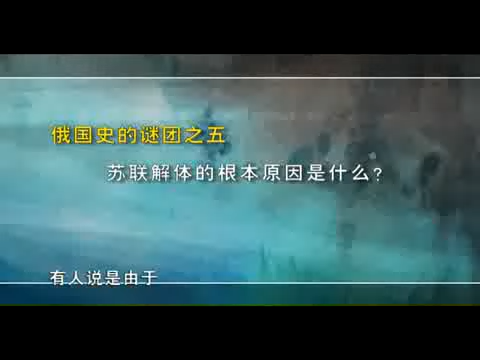 俄国史的谜团之五
苏联解体的根本原因是什么?
有人说是由于